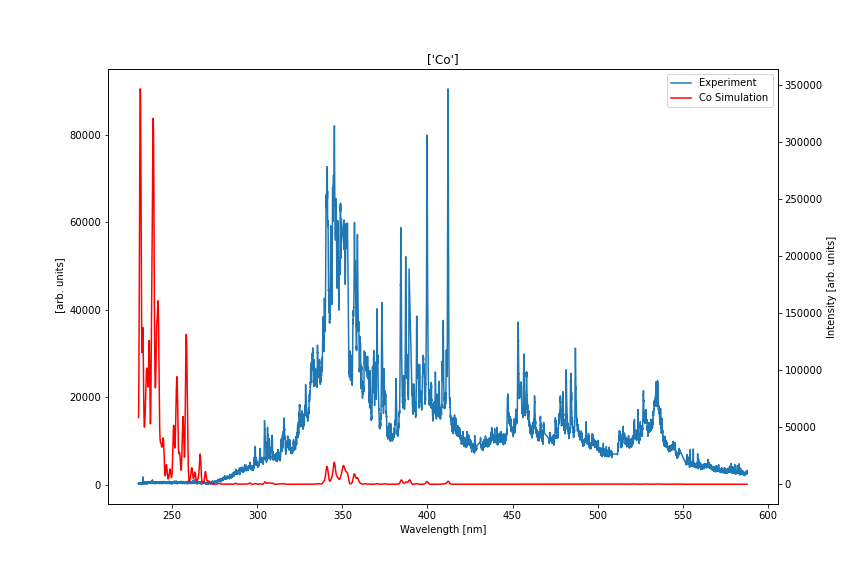 ['Co']
Experiment
Co Simulation
80000
60000
40000
20000
0
[arb. units]
350000
300000
250000
200000
150000
100000
50000
0
Intensity [arb. units]
250 300 350 400 450 500 550 600
Wavelength [nm]